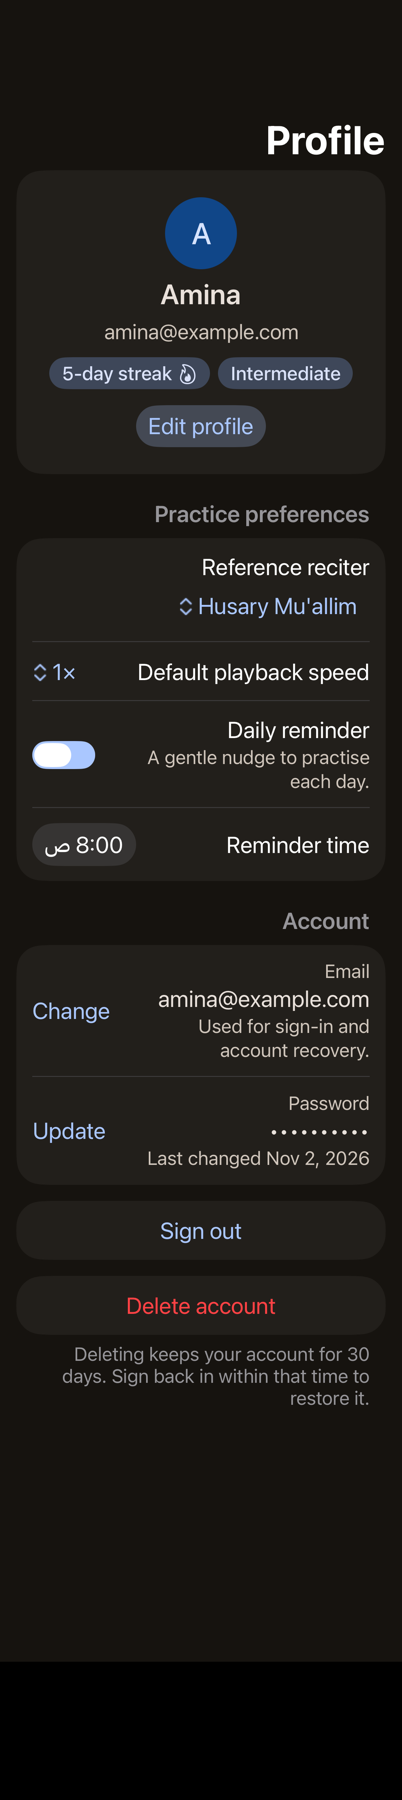 Profile
A
Amina
amina@example.com
5-day streak
Intermediate
Edit profile
Practice preferences
Reference reciter
Husary Mu'allim
Default playback speed
1×
Daily reminder
A gentle nudge to practise
each day.
Reminder time
8:00 ص
Account
Email
amina@example.com
Used for sign-in and
account recovery.
Change
Password
••••••••••
Last changed Nov 2, 2026
Update
Sign out
Delete account
Deleting keeps your account for 30
days. Sign back in within that time to
restore it.